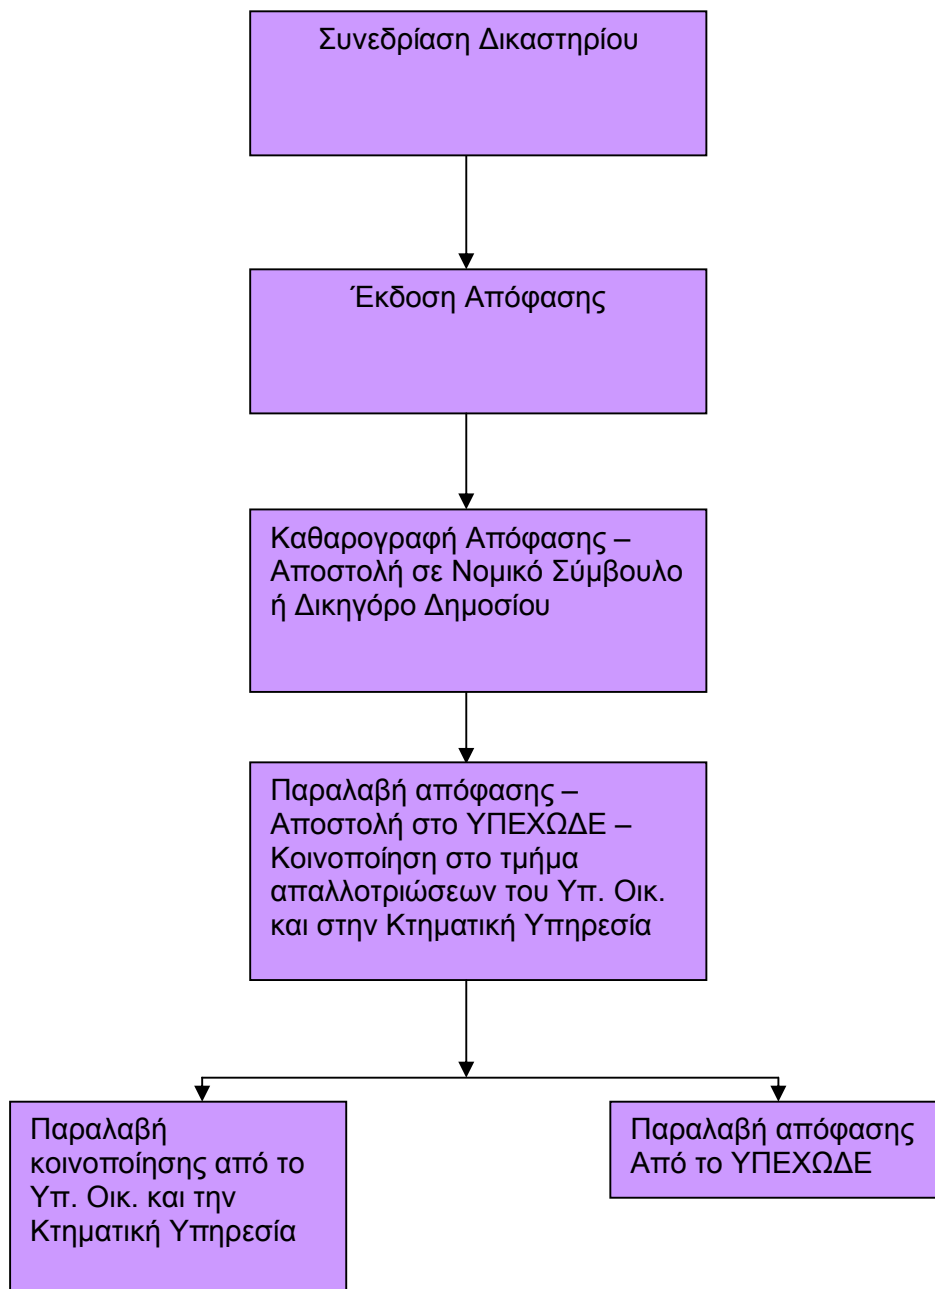 Συνεδρίαση Δικαστηρίου
Έκδοση Απόφασης
Καθαρογραφή Απόφασης –
Αποστολή σε Νομικό Σύμβουλο
ή Δικηγόρο Δημοσίου
Παραλαβή απόφασης –
Αποστολή στο ΥΠΕΧΩΔΕ –
Κοινοποίηση στο τμήμα
απαλλοτριώσεων του Υπ. Οικ.
και στην Κτηματική Υπηρεσία
Παραλαβή
κοινοποίησης από το
Υπ. Οικ. και την
Κτηματική Υπηρεσία
Παραλαβή απόφασης
Από το ΥΠΕΧΩΔΕ